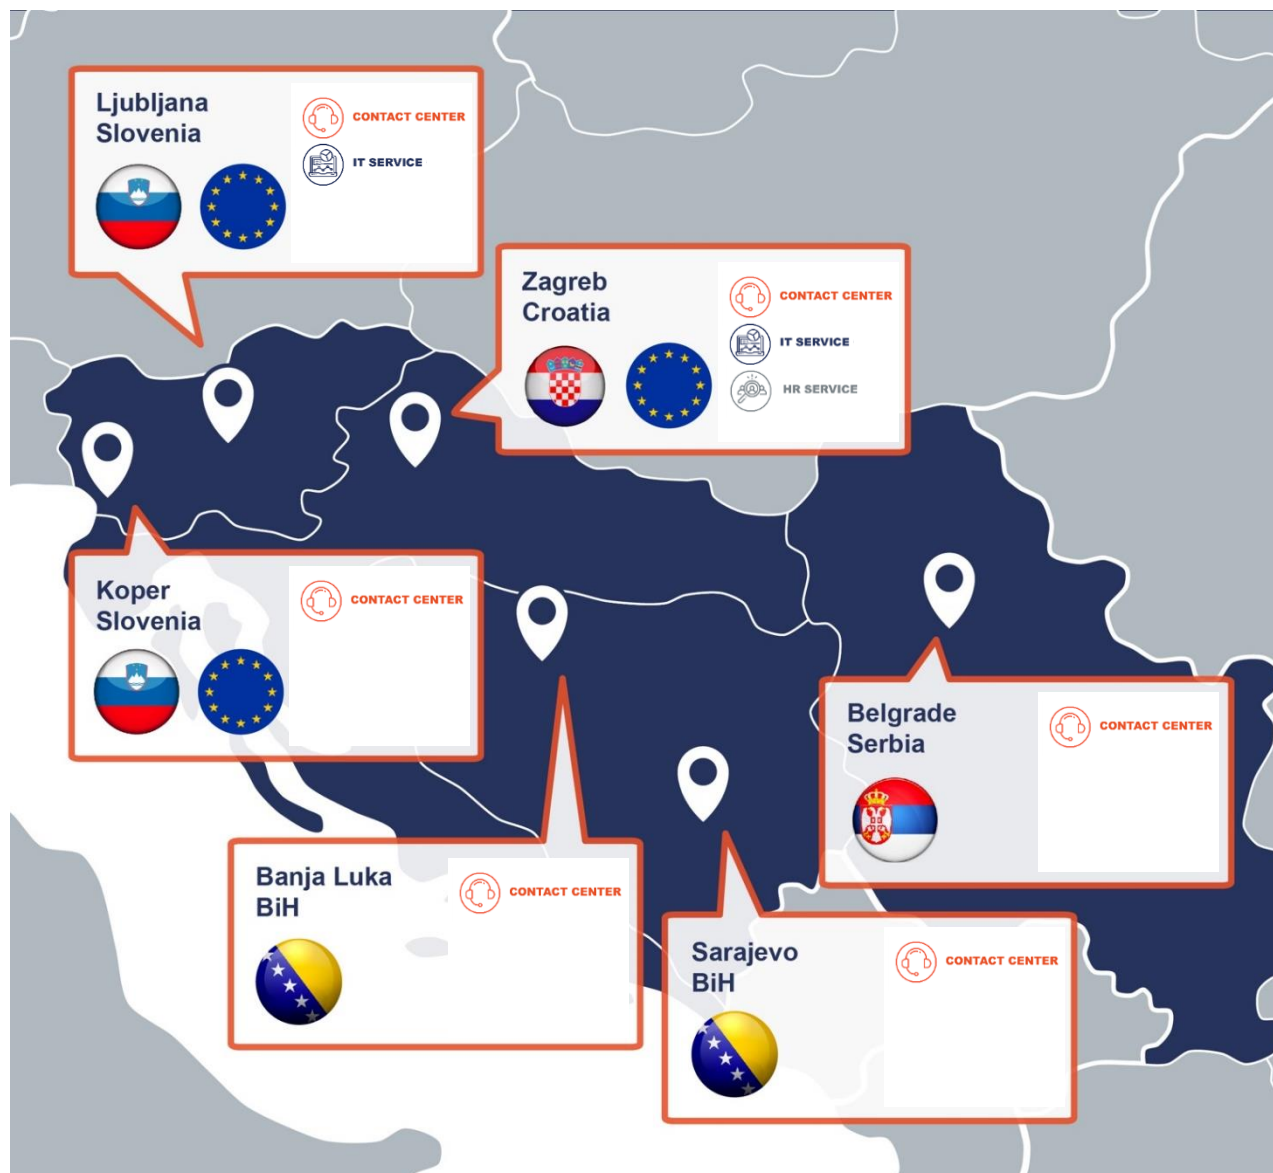 Ljubljana
Slovenia
CONTACT CENTER
IT SERVICE
Zagreb
Croatia
CONTACT CENTER
IT SERVICE
HR SERVICE
Koper
Slovenia
CONTACT CENTER
Belgrade
Serbia
CONTACT CENTER
Banja Luka
BiH
CONTACT CENTER
Sarajevo
BiH
CONTACT CENTER